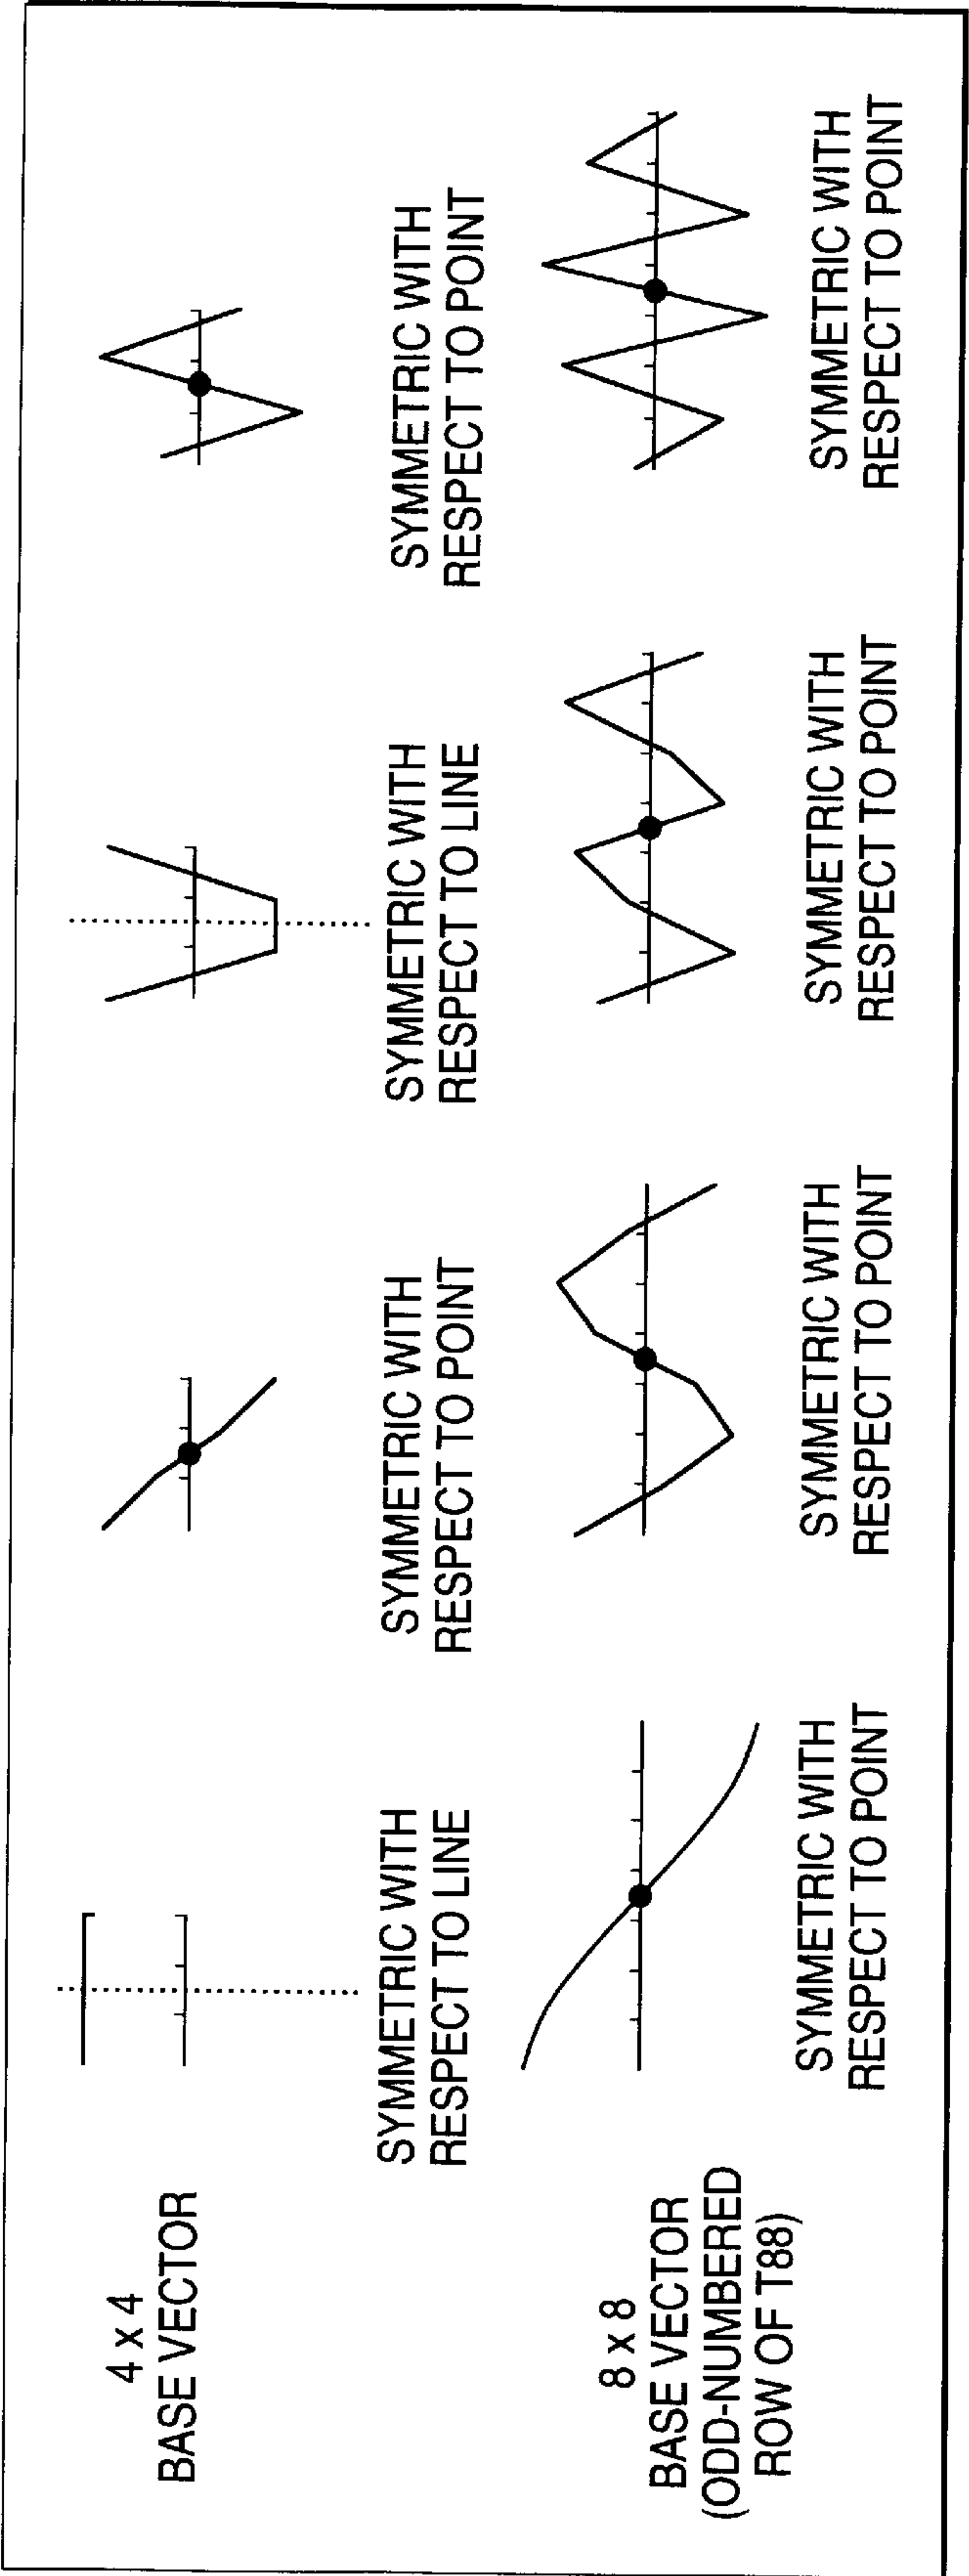 4 x 4
BASE VECTOR
SYMMETRIC WITH
RESPECT TO LINE
SYMMETRIC WITH
RESPECT TO POINT
SYMMETRIC WITH
RESPECT TO LINE
SYMMETRIC WITH
RESPECT TO POINT
8 x 8
BASE VECTOR
(ODD-NUMBERED
ROW OF T88)
SYMMETRIC WITH
RESPECT TO POINT
SYMMETRIC WITH
RESPECT TO POINT
SYMMETRIC WITH
RESPECT TO POINT
SYMMETRIC WITH
RESPECT TO POINT